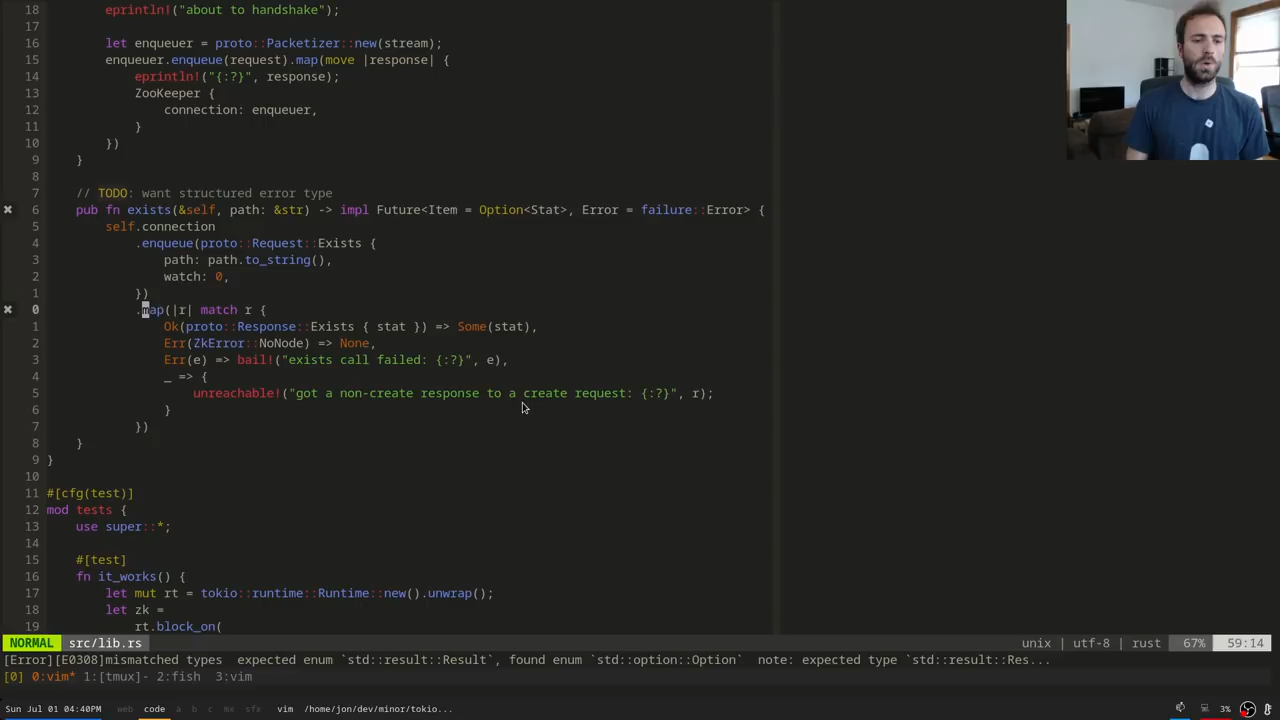 18 eprintln!("about to handshake");
17
16 let enqueuer = proto::Packetizer::new(stream);
15 enqueuer.enqueue(request).map(move |response| {
14 eprintln!("{:?}", response);
13 ZooKeeper {
12 connection: enqueuer,
11 }
10 })
9 }
8
7 // TODO: want structured error type
6 pub fn exists(&self, path: &str) -> impl Future<Item = Option<Stat>, Error = failure::Error> {
5 self.connection
4 .enqueue(proto::Request::Exists {
3 path: path.to_string(),
2 watch: 0,
1 })
0 .map(|r| match r {
1 Ok(proto::Response::Exists { stat }) => Some(stat),
2 Err(ZkError::NoNode) => None,
3 Err(e) => bail!("exists call failed: {:?}", e),
4 _ => {
5 unreachable!("got a non-create response to a create request: {:?}", r);
6 }
7 })
8 }
9 }
10
11 #[cfg(test)]
12 mod tests {
13 use super::*;
14
15 #[test]
16 fn it_works() {
17 let mut rt = tokio::runtime::Runtime::new().unwrap();
18 let zk =
19 rt.block_on(
NORMAL src/lib.rs unix | utf-8 | rust 67% 59:14
[Error][E0308]mismatched types expected enum `std::result::Result`, found enum `std::option::Option` note: expected type `std::result::Res...
[0] 0:vim* 1:[tmux]- 2:fish 3:vim
Sun Jul 01 04:40PM web code a b c mx sfx vim /home/jon/dev/minor/tokio... 3%